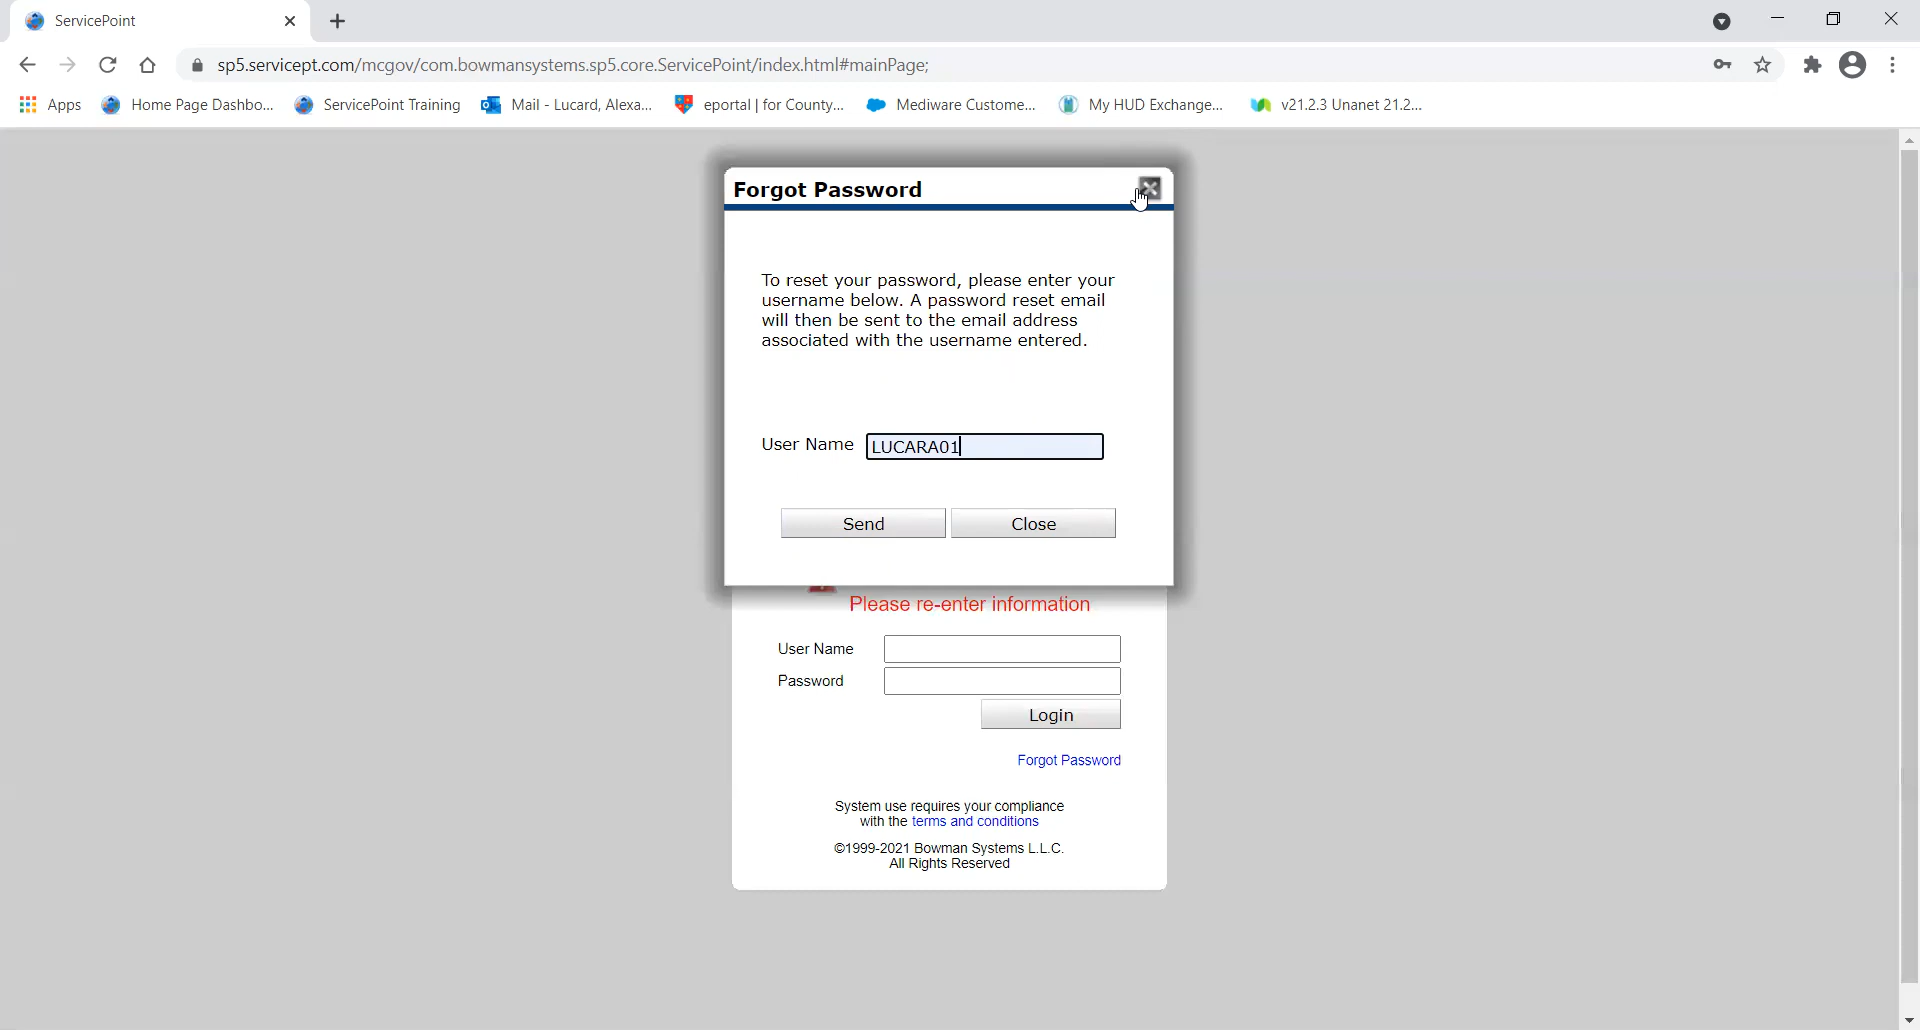 ServicePoint
sp5.servicept.com/mcgov/com.bowmansystems.sp5.core.ServicePoint/index.html#mainPage;
Apps Home Page Dashbo... ServicePoint Training Mail - Lucard, Alexa... eportal | for County... Mediware Custome... My HUD Exchange... v21.2.3 Unanet 21.2...
Forgot Password
To reset your password, please enter your
username below. A password reset email
will then be sent to the email address
associated with the username entered.
User Name LUCARA01
Send Close
Please re-enter information
User Name
Password
Login
Forgot Password
System use requires your compliance
with the terms and conditions
©1999-2021 Bowman Systems L.L.C.
All Rights Reserved